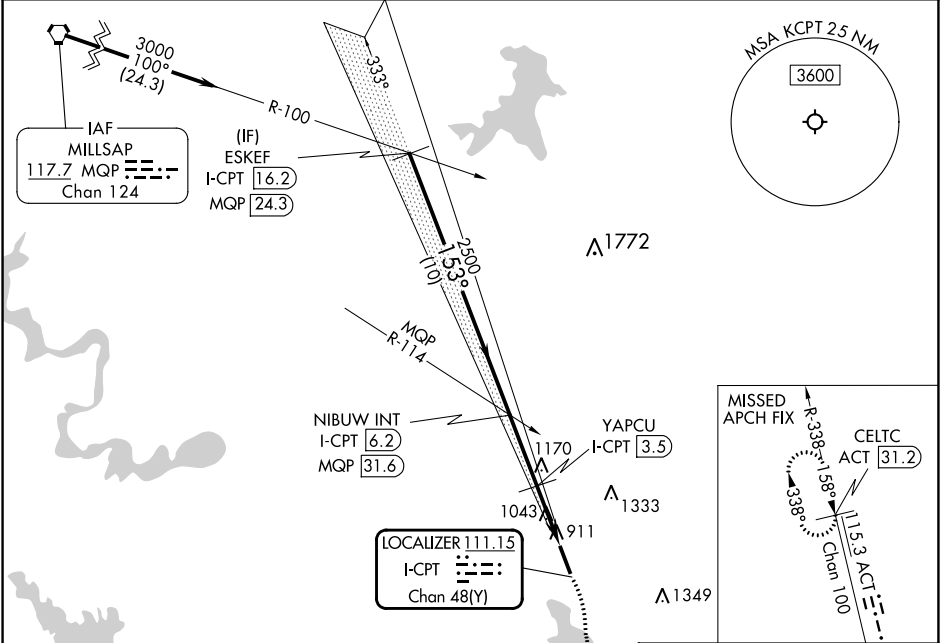 3000
100°
(24.3)
R-100
IAF
MILLSAP
117.7 MQP
Chan 124
(IF)
ESKEF
I-CPT 16.2
MQP 24.3
333°
2500
153°
(10)
MQP
R-114
NIBUW INT
I-CPT 6.2
MQP 31.6
YAPCU
I-CPT 3.5
1170
1333
1043
911
LOCALIZER 111.15
I-CPT
Chan 48(Y)
1772
1349
MSA KCPT 25 NM
3600
MISSED
APCH FIX
R-338
158°
338°
CELTC
ACT 31.2
115.3 ACT
Chan 100